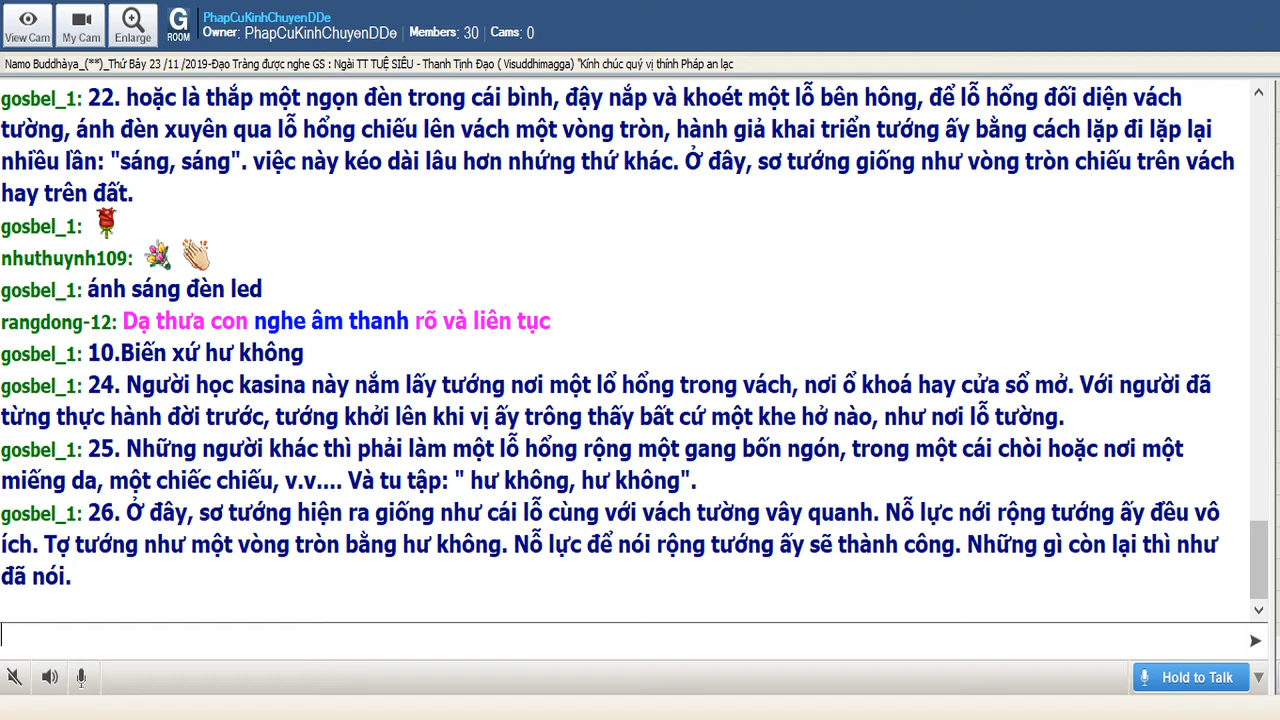 View Cam
My Cam
Enlarge
G
ROOM
PhapCuKinhChuyenDDe
Owner: PhapCuKinhChuyenDDe | Members: 30 | Cams: 0
Namo Buddhàya_(**)_Thứ Bảy 23 /11 /2019-Đạo Tràng được nghe GS : Ngài TT TUỆ SIÊU - Thanh Tịnh Đạo ( Visuddhimagga) "Kính chúc quý vị thính Pháp an lạc
gosbel_1: 22. hoặc là thắp một ngọn đèn trong cái bình, đậy nắp và khoét một lỗ bên hông, để lỗ hổng đối diện vách
tường, ánh đèn xuyên qua lỗ hổng chiếu lên vách một vòng tròn, hành giả khai triển tướng ấy bằng cách lặp đi lặp lại
nhiều lần: "sáng, sáng". việc này kéo dài lâu hơn nhứng thứ khác. Ở đây, sơ tướng giống như vòng tròn chiếu trên vách
hay trên đất.
gosbel_1:
nhuthuynh109:
gosbel_1: ánh sáng đèn led
rangdong-12: Dạ thưa con nghe âm thanh rõ và liên tục
gosbel_1: 10.Biến xứ hư không
gosbel_1: 24. Người học kasina này nắm lấy tướng nơi một lổ hổng trong vách, nơi ổ khoá hay cửa sổ mở. Với người đã
từng thực hành đời trước, tướng khởi lên khi vị ấy trông thấy bất cứ một khe hở nào, như nơi lỗ tường.
gosbel_1: 25. Những người khác thì phải làm một lỗ hổng rộng một gang bốn ngón, trong một cái chòi hoặc nơi một
miếng da, một chiếc chiếu, v.v.... Và tu tập: " hư không, hư không".
gosbel_1: 26. Ở đây, sơ tướng hiện ra giống như cái lỗ cùng với vách tường vây quanh. Nỗ lực nới rộng tướng ấy đều vô
ích. Tợ tướng như một vòng tròn bằng hư không. Nỗ lực để nói rộng tướng ấy sẽ thành công. Những gì còn lại thì như
đã nói.
Hold to Talk